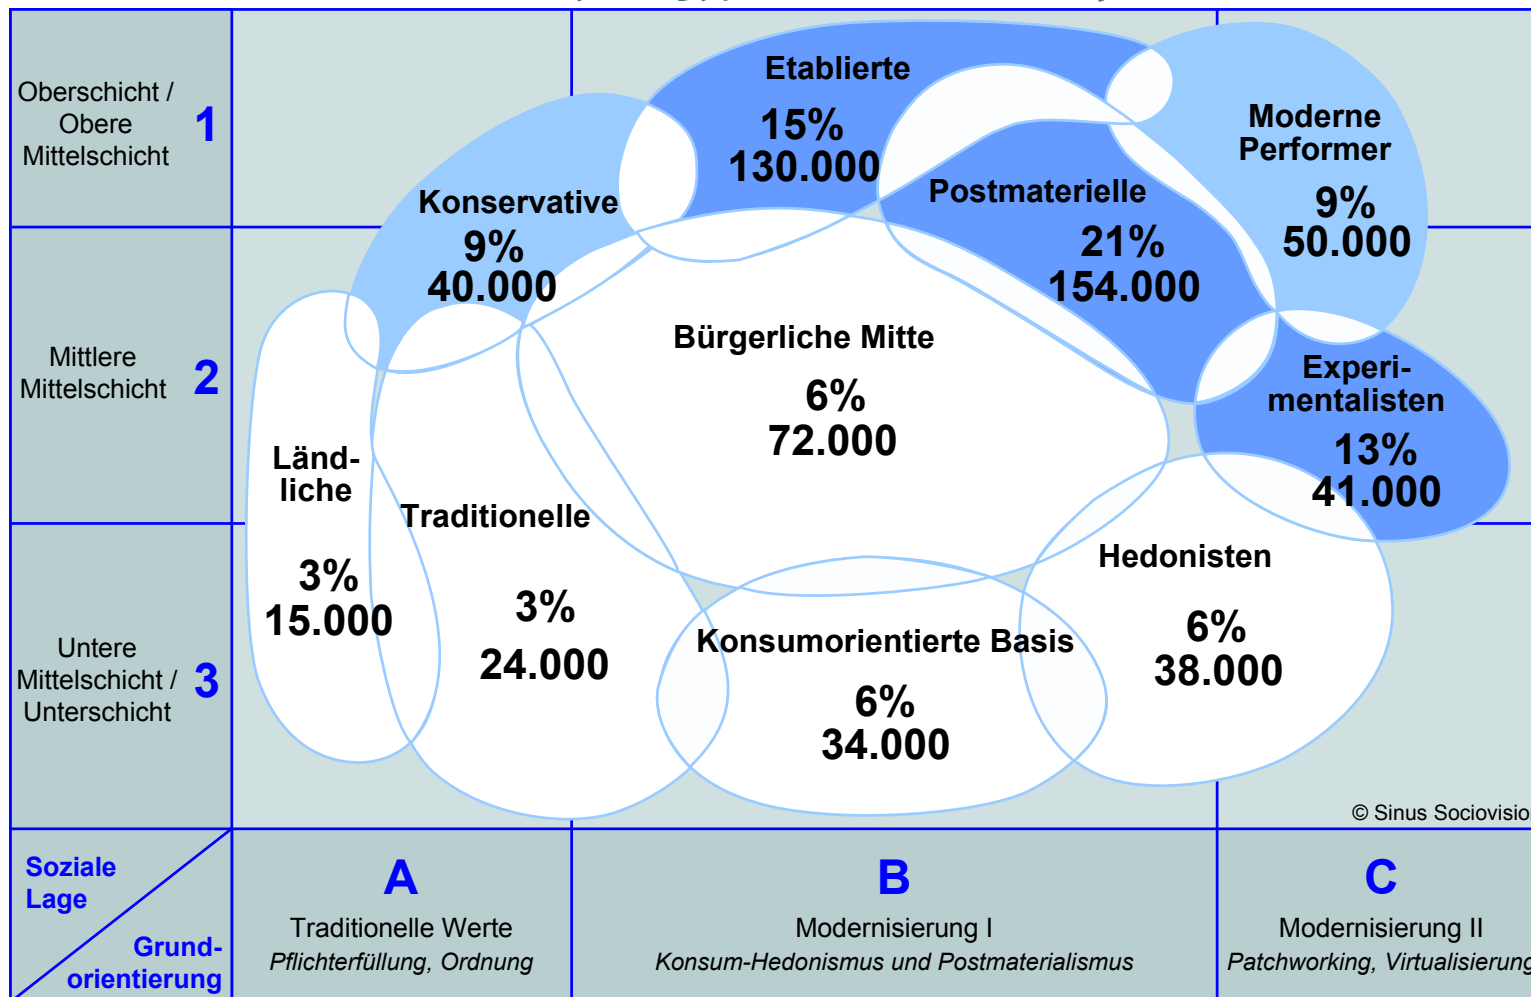 Oberschicht /
Obere
Mittelschicht
1
Etablierte
15%
130.000
Moderne
Performer
9%
50.000
Konservative
9%
40.000
Postmaterielle
21%
154.000
Mittlere
Mittelschicht
2
Bürgerliche Mitte
6%
72.000
Experi-
mentalisten
13%
41.000
Länd-
liche
3%
15.000
Traditionelle
3%
24.000
Hedonisten
6%
38.000
Untere
Mittelschicht /
Unterschicht
3
Konsumorientierte Basis
6%
34.000
© Sinus Sociovision
Soziale
Lage
Grund-
orientierung
A
Traditionelle Werte
Pflichterfüllung, Ordnung
B
Modernisierung I
Konsum-Hedonismus und Postmaterialismus
C
Modernisierung II
Patchworking, Virtualisierung